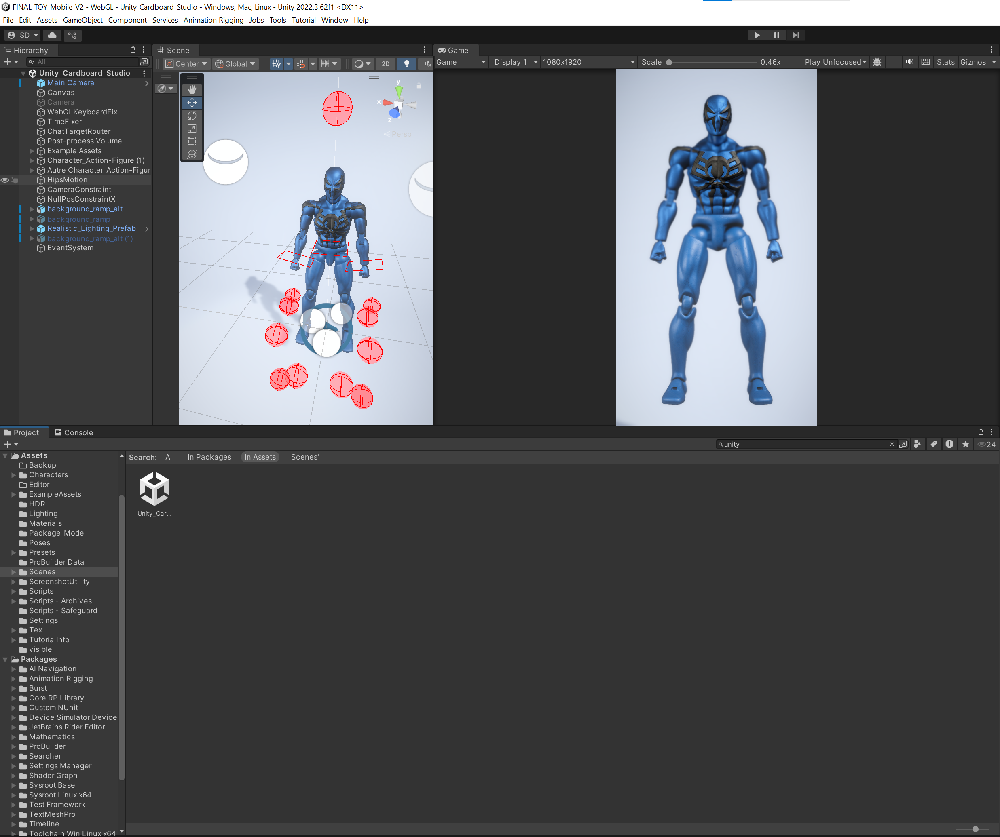 FINAL_TOY_Mobile_V2 - WebGL - Unity_Cardboard_Studio - Windows, Mac, Linux - Unity 2022.3.62f1 <DX11>
File Edit Assets GameObject Component Services Animation Rigging Jobs Tools Tutorial Window Help
SD
Hierarchy
All
Unity_Cardboard_Studio
Main Camera
Canvas
Camera
WebGLKeyboardFix
TimeFixer
ChatTargetRouter
Post-process Volume
Example Assets
Character_Action-Figure (1)
Autre Character_Action-Figur
HipsMotion
CameraConstraint
NullPosConstraintX
background_ramp_alt
background_ramp
Realistic_Lighting_Prefab
background_ramp_alt (1)
EventSystem
Scene
Center Global 2D
y
x
z
Persp
Game
Game Display 1 1080x1920 Scale 0.46x Play Unfocused Stats Gizmos
Project Console
unity
24
Assets
Backup
Characters
Editor
ExampleAssets
HDR
Lighting
Materials
Package_Model
Poses
Presets
ProBuilder Data
Scenes
ScreenshotUtility
Scripts
Scripts - Archives
Scripts - Safeguard
Settings
Tex
TutorialInfo
visible
Packages
AI Navigation
Animation Rigging
Burst
Core RP Library
Custom NUnit
Device Simulator Device
JetBrains Rider Editor
Mathematics
ProBuilder
Searcher
Settings Manager
Shader Graph
Sysroot Base
Sysroot Linux x64
Test Framework
TextMeshPro
Timeline
Toolchain Win Linux x64
Search: All In Packages In Assets 'Scenes'
Unity_Car...